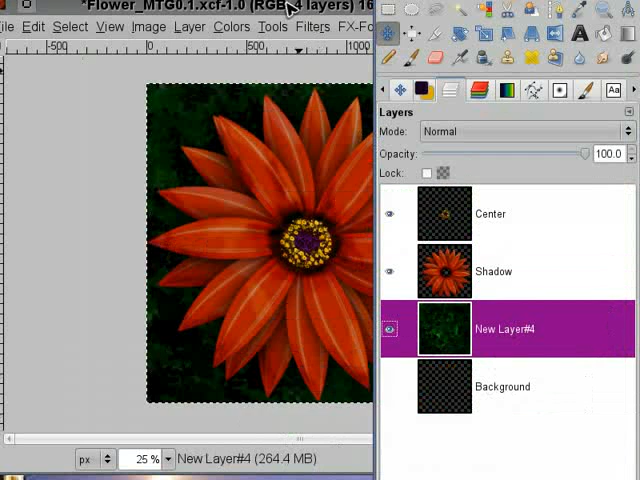 *Flower_MTG0.1.xcf-1.0 (RGB, 4 layers) 16
ile Edit Select View Image Layer Colors Tools Filters FX-Fo
-500 0 500 1000
Layers
Mode: Normal
Opacity: 100.0
Lock:
Center
Shadow
New Layer#4
Background
px 25 % New Layer#4 (264.4 MB)
Aa